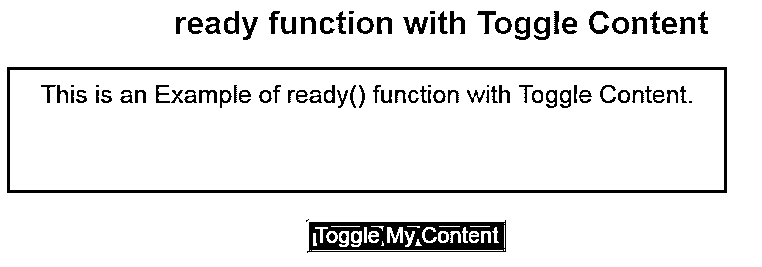 ready function with Toggle Content
This is an Example of ready() function with Toggle Content.
Toggle My Content